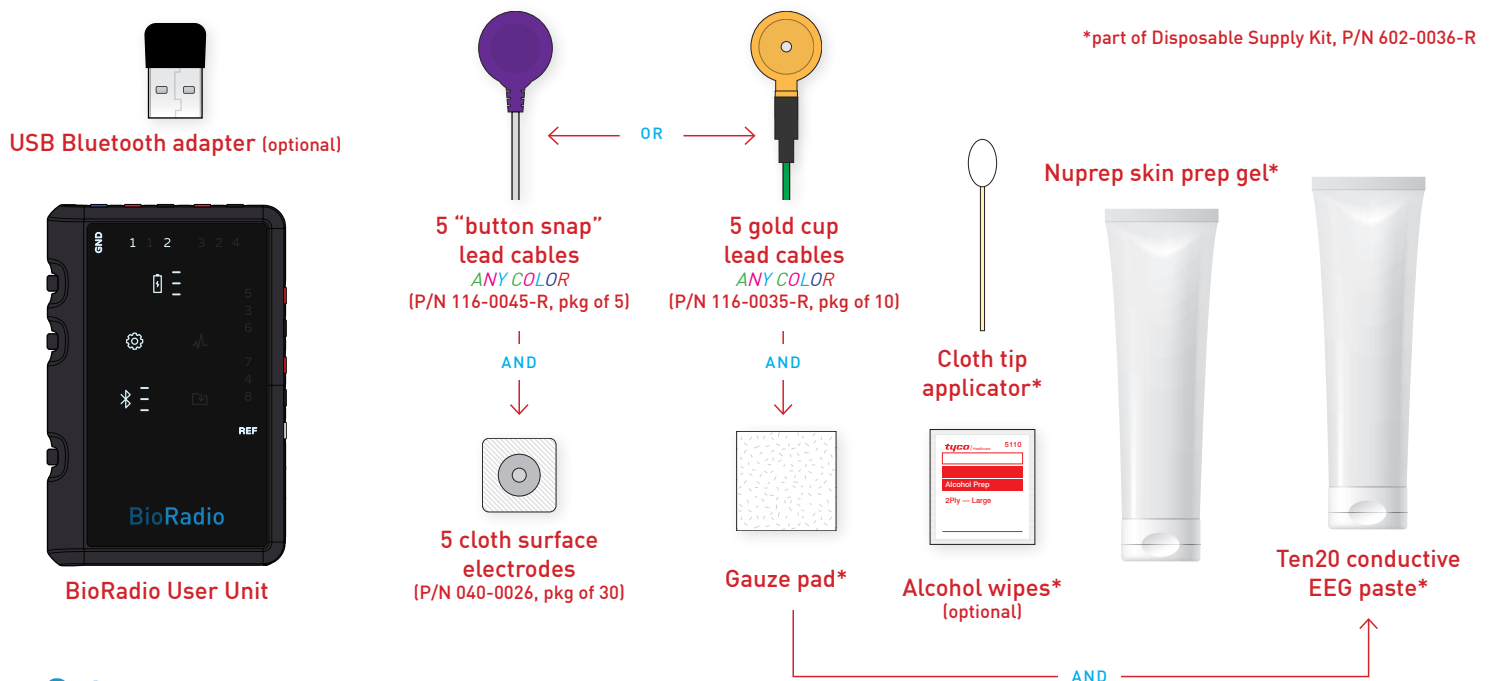 *part of Disposable Supply Kit, P/N 602-0036-R
USB Bluetooth adapter (optional)
OR
GND
1 1 2 3 2 4
5
3
6
7
4
8
REF
BioRadio
BioRadio User Unit
5 “button snap”
lead cables
ANY COLOR
(P/N 116-0045-R, pkg of 5)
AND
5 cloth surface
electrodes
(P/N 040-0026, pkg of 30)
5 gold cup
lead cables
ANY COLOR
(P/N 116-0035-R, pkg of 10)
AND
Gauze pad*
Cloth tip
applicator*
tyco/ Healthcare 5110
Alcohol Prep
2Ply — Large
Alcohol wipes*
(optional)
Nuprep skin prep gel*
Ten20 conductive
EEG paste*
AND